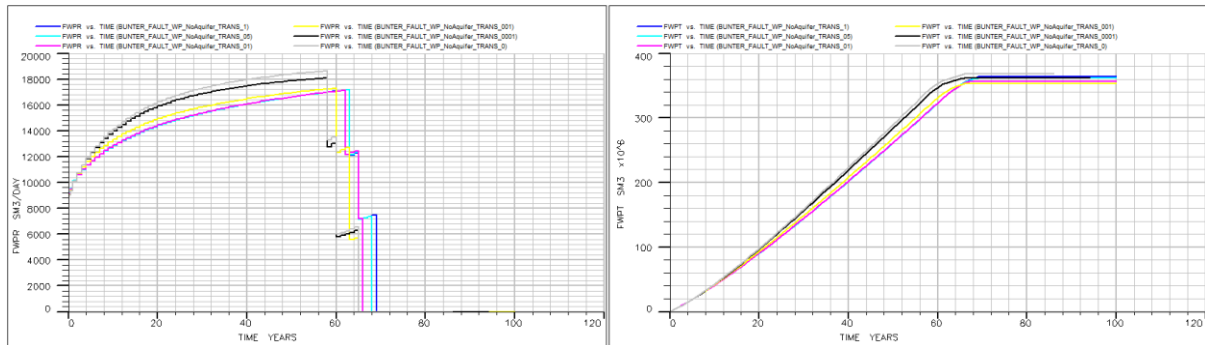 FWPR vs. TIME (BUNTER_FAULT_WP_NoAquifer_TRANS_1) FWPR vs. TIME (BUNTER_FAULT_WP_NoAquifer_TRANS_001)
FWPR vs. TIME (BUNTER_FAULT_WP_NoAquifer_TRANS_05) FWPR vs. TIME (BUNTER_FAULT_WP_NoAquifer_TRANS_0001)
FWPR vs. TIME (BUNTER_FAULT_WP_NoAquifer_TRANS_01) FWPR vs. TIME (BUNTER_FAULT_WP_NoAquifer_TRANS_0)
20000
18000
16000
14000
12000
10000
8000
6000
4000
2000
0
FWPR SM3/DAY
0 20 40 60 80 100 120
TIME YEARS
FWPT vs. TIME (BUNTER_FAULT_WP_NoAquifer_TRANS_1) FWPT vs. TIME (BUNTER_FAULT_WP_NoAquifer_TRANS_001)
FWPT vs. TIME (BUNTER_FAULT_WP_NoAquifer_TRANS_05) FWPT vs. TIME (BUNTER_FAULT_WP_NoAquifer_TRANS_0001)
FWPT vs. TIME (BUNTER_FAULT_WP_NoAquifer_TRANS_01) FWPT vs. TIME (BUNTER_FAULT_WP_NoAquifer_TRANS_0)
400
300
200
100
0
FWPT SM3 x10^6
0 20 40 60 80 100 120
TIME YEARS